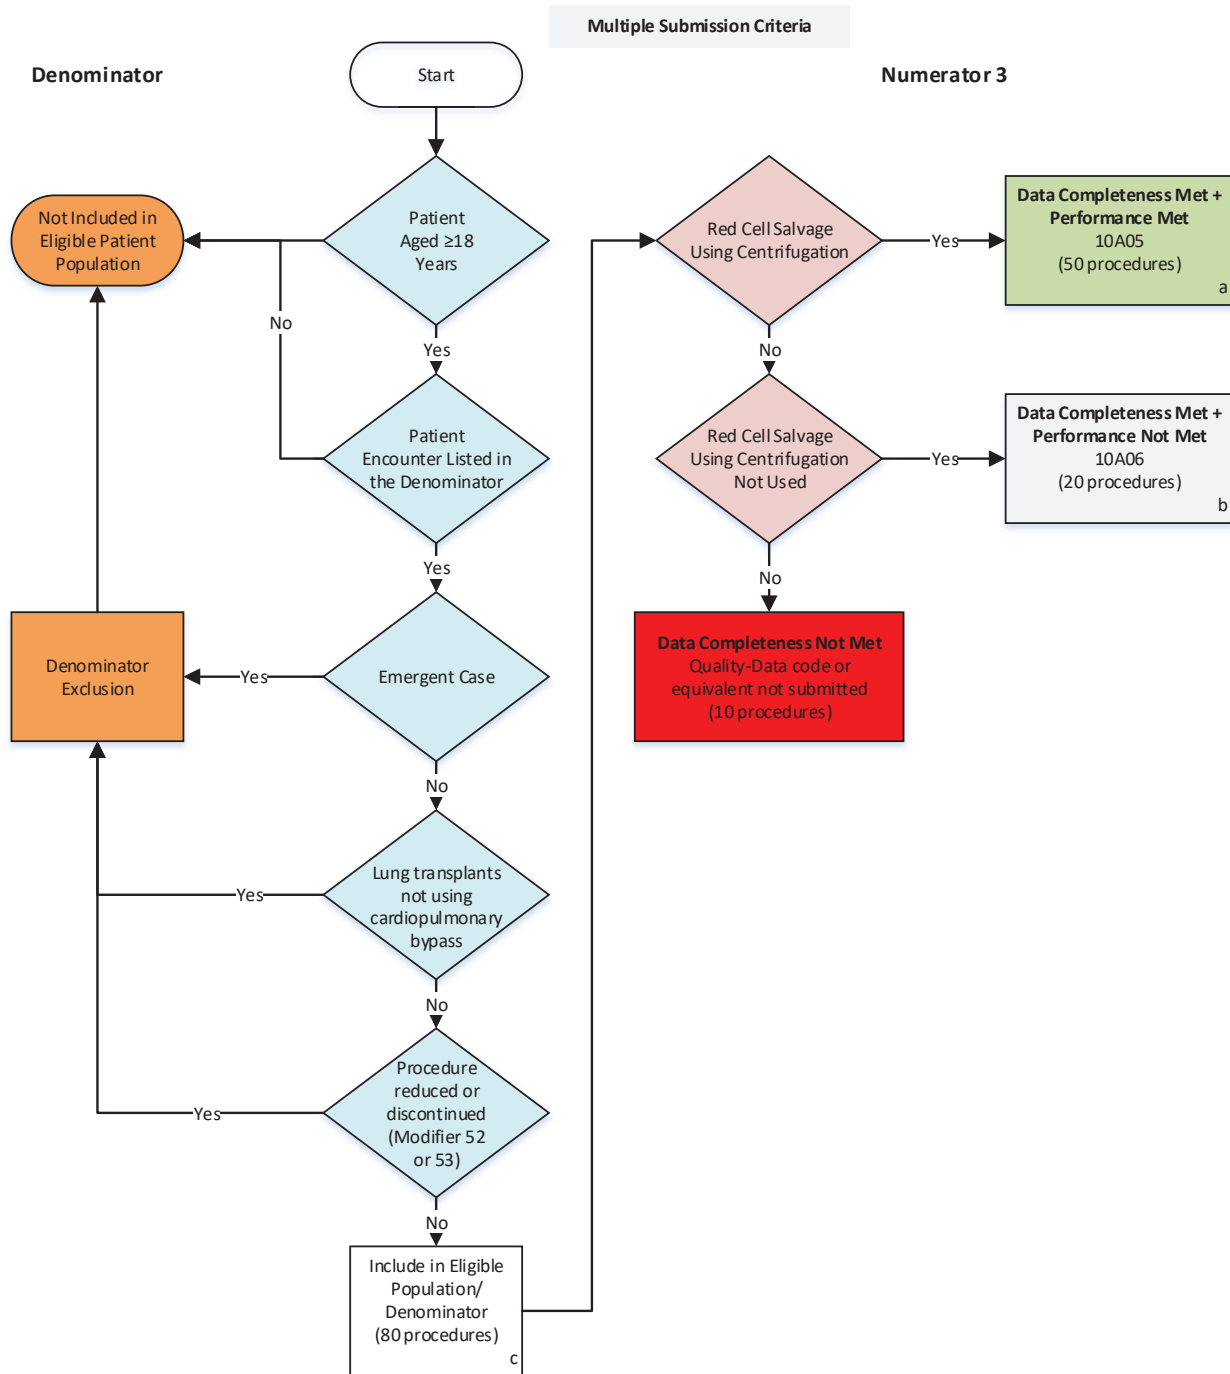 Multiple Submission Criteria
Denominator
Numerator 3
Start
Patient
Aged ≥18
Years
Not Included in
Eligible Patient
Population
No
Yes
Patient
Encounter Listed in
the Denominator
Yes
Emergent Case
Yes
Denominator
Exclusion
No
Lung transplants
not using
cardiopulmonary
bypass
Yes
No
Procedure
reduced or
discontinued
(Modifier 52
or 53)
Yes
No
Include in Eligible
Population/
Denominator
(80 procedures)
c
Red Cell Salvage
Using Centrifugation
Yes
Data Completeness Met +
Performance Met
10A05
(50 procedures)
a
No
Red Cell Salvage
Using Centrifugation
Not Used
Yes
Data Completeness Met +
Performance Not Met
10A06
(20 procedures)
b
No
Data Completeness Not Met
Quality-Data code or
equivalent not submitted
(10 procedures)